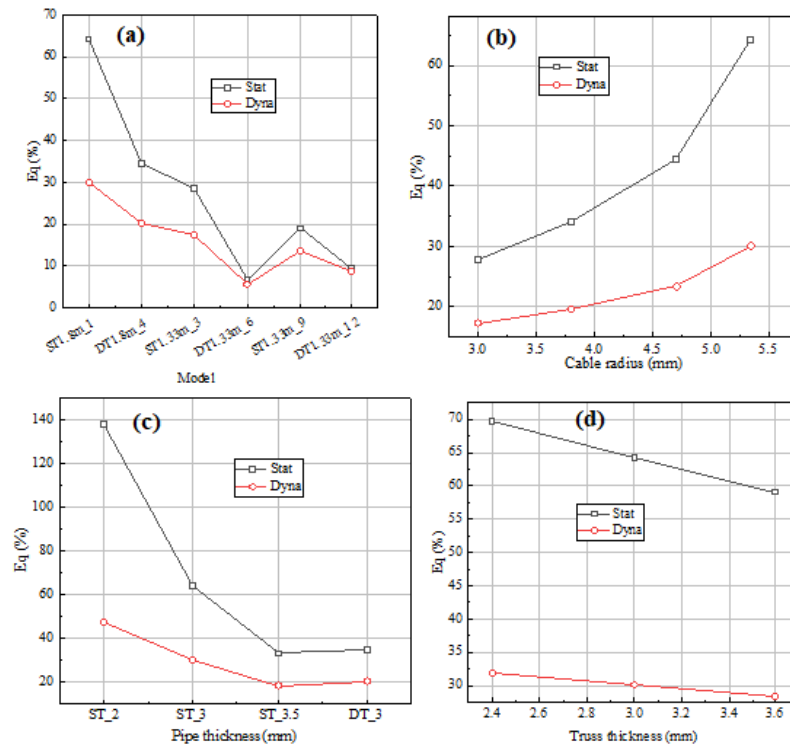 (a)
70
60
50
40
30
20
10
0
Eq (%)
Stat
Dyna
ST1.8m_1
DT1.8m_4
ST1.33m_3
DT1.33m_6
ST1.33m_9
DT1.33m_12
Model
(b)
60
50
40
30
20
Eq (%)
Stat
Dyna
3.0 3.5 4.0 4.5 5.0 5.5
Cable radius (mm)
(c)
140
120
100
80
60
40
20
Eq (%)
Stat
Dyna
ST_2 ST_3 ST_3.5 DT_3
Pipe thickness (mm)
(d)
70
65
60
55
50
45
40
35
30
Eq (%)
Stat
Dyna
2.4 2.6 2.8 3.0 3.2 3.4 3.6
Truss thickness (mm)